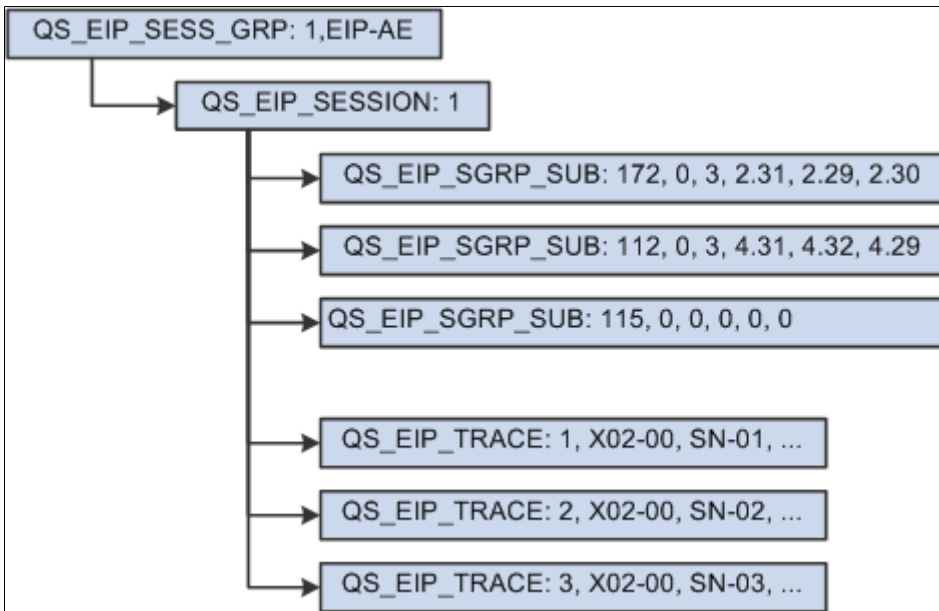 QS_EIP_SESS_GRP: 1,EIP-AE
QS_EIP_SESSION: 1
QS_EIP_SGRP_SUB: 172, 0, 3, 2.31, 2.29, 2.30
QS_EIP_SGRP_SUB: 112, 0, 3, 4.31, 4.32, 4.29
QS_EIP_SGRP_SUB: 115, 0, 0, 0, 0, 0
QS_EIP_TRACE: 1, X02-00, SN-01, ...
QS_EIP_TRACE: 2, X02-00, SN-02, ...
QS_EIP_TRACE: 3, X02-00, SN-03, ...